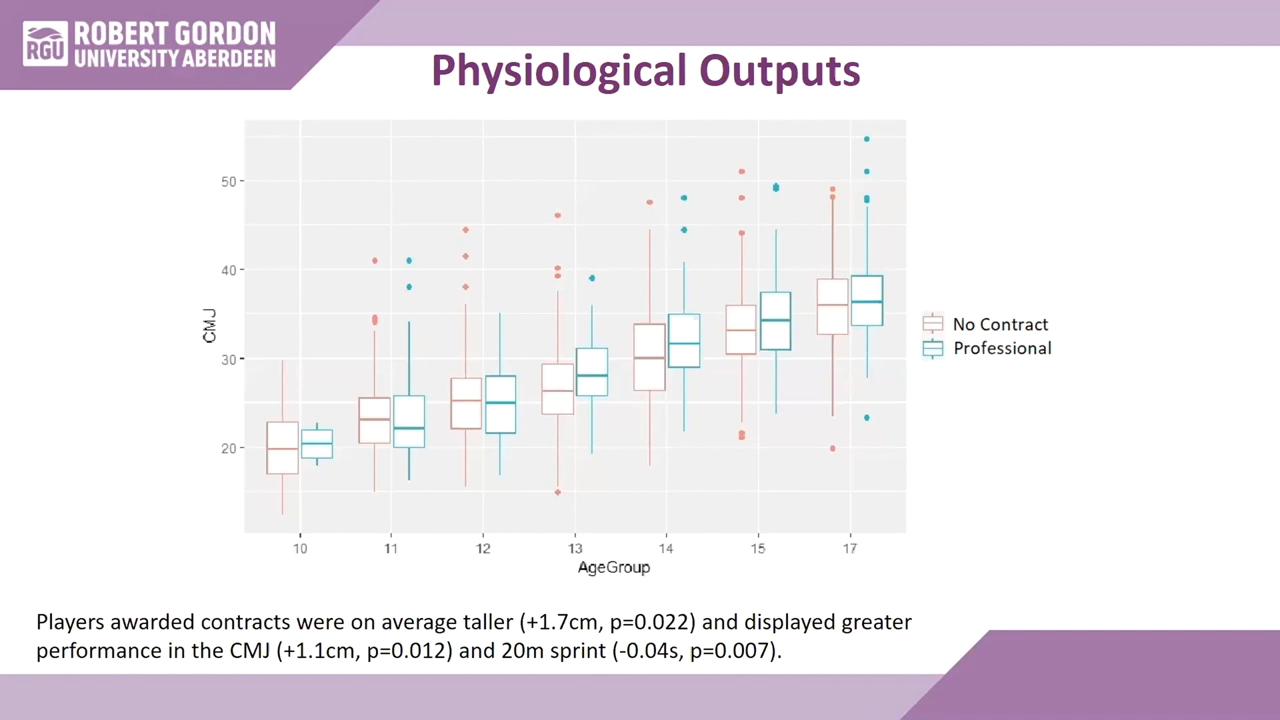 RGU
ROBERT GORDON
UNIVERSITY ABERDEEN
Physiological Outputs
50
40
30
20
CMJ
10 11 12 13 14 15 17
AgeGroup
No Contract
Professional
Players awarded contracts were on average taller (+1.7cm, p=0.022) and displayed greater
performance in the CMJ (+1.1cm, p=0.012) and 20m sprint (-0.04s, p=0.007).